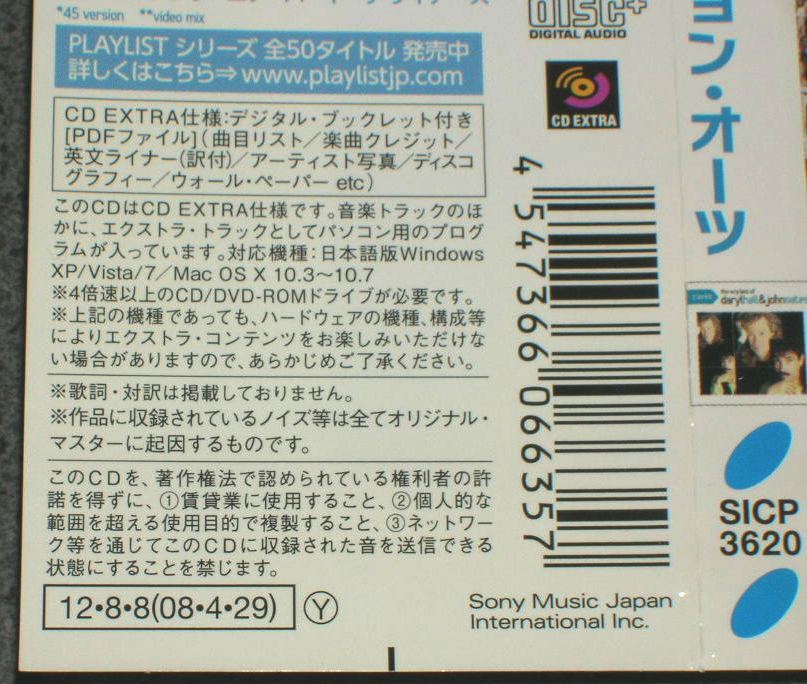 *45 version **video mix
PLAYLIST シリーズ 全50タイトル 発売中
詳しくはこちら⇒www.playlistjp.com
CD EXTRA仕様:デジタル・ブックレット付き
[PDFファイル](曲目リスト/楽曲クレジット/
英文ライナー(訳付)/アーティスト写真/ディスコ
グラフィー/ウォール・ペーパー etc)
このCDはCD EXTRA仕様です。音楽トラックのほ
かに、エクストラ・トラックとしてパソコン用のプログ
ラムが入っています。対応機種:日本語版Windows
XP/Vista/7/Mac OS X 10.3〜10.7
※4倍速以上のCD/DVD-ROMドライブが必要です。
※上記の機種であっても、ハードウェアの機種、構成等
によりエクストラ・コンテンツをお楽しみいただけな
い場合がありますので、あらかじめご了承ください。
※歌詞・対訳は掲載しておりません。
※作品に収録されているノイズ等は全てオリジナル・
マスターに起因するものです。
このCDを、著作権法で認められている権利者の許
諾を得ずに、①賃貸業に使用すること、②個人的な
範囲を超える使用目的で複製すること、③ネットワー
ク等を通じてこのCDに収録された音を送信できる
状態にすることを禁じます。
12•8•8(08•4•29) Y
disc+
DIGITAL AUDIO
CD EXTRA
4 547366 066357
Sony Music Japan
International Inc.
ョン・オーツ
daryl hall & john oates
SICP
3620